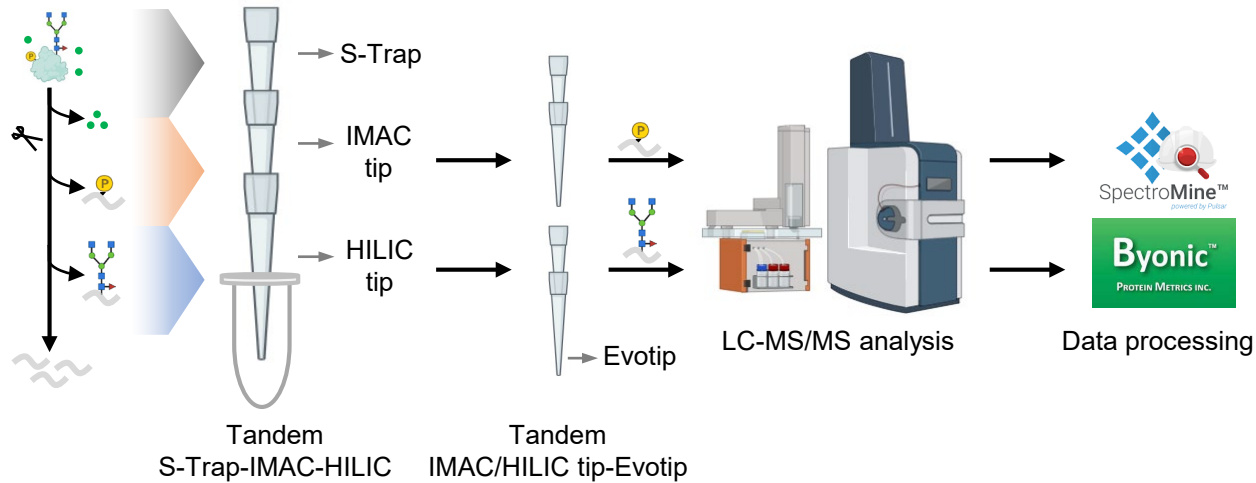 P
P
S-Trap
IMAC
tip
HILIC
tip
Tandem
S-Trap-IMAC-HILIC
P
Evotip
Tandem
IMAC/HILIC tip-Evotip
LC-MS/MS analysis
SpectroMine™
powered by Pulsar
Byonic™
PROTEIN METRICS INC.
Data processing